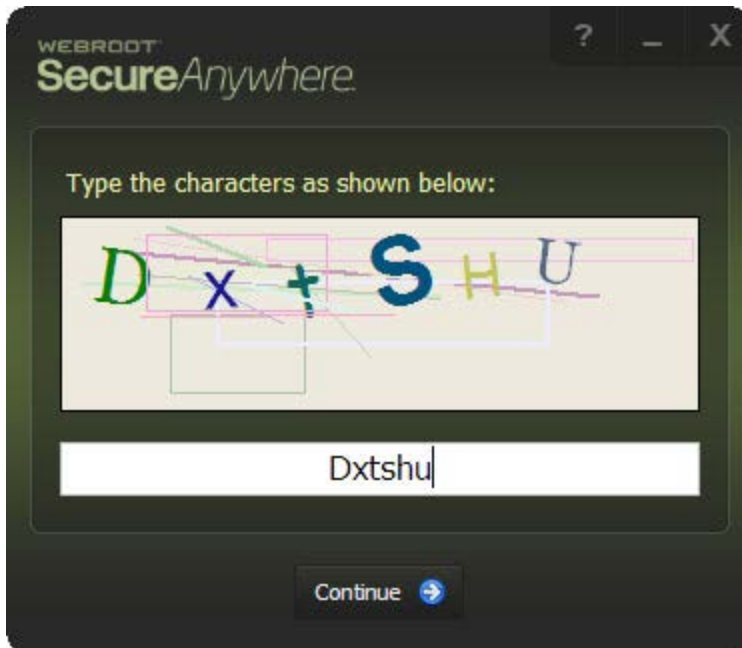 ? _ X
WEBROOT
SecureAnywhere.
Type the characters as shown below:
D x t S H U
Dxtshu
Continue